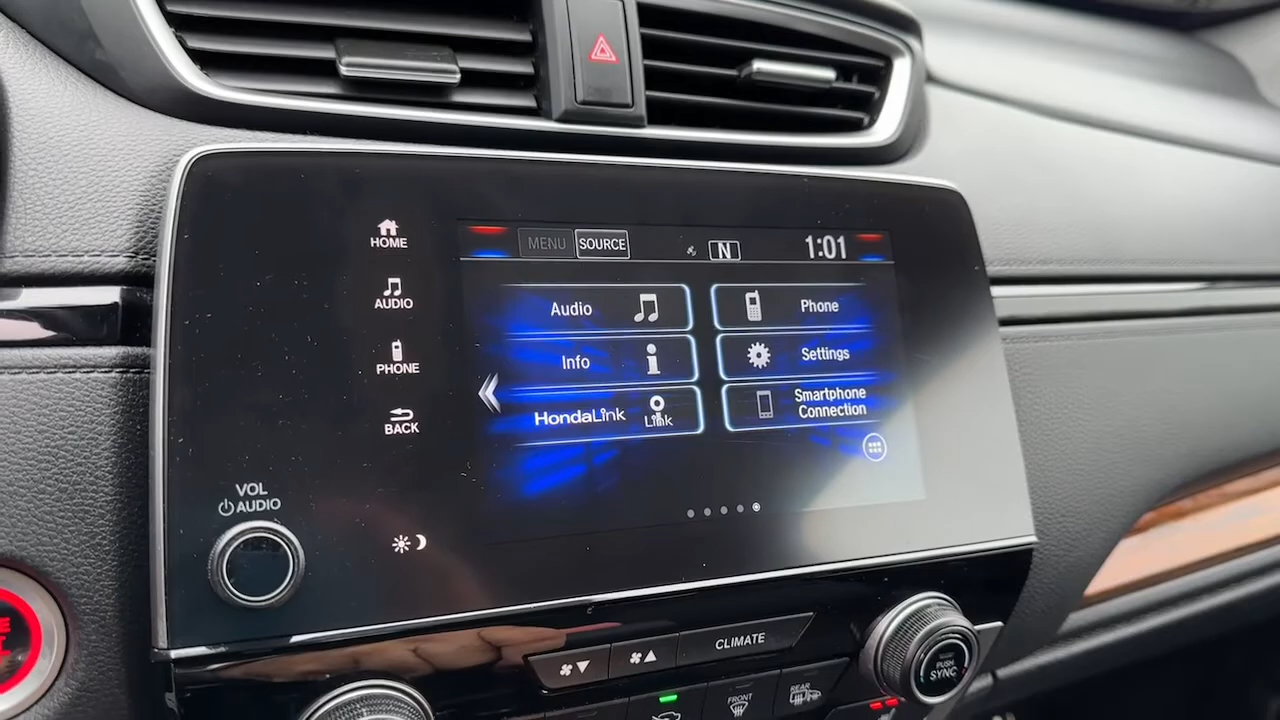 HOME
AUDIO
PHONE
BACK
VOL
AUDIO
MENU SOURCE N 1:01
Audio
Phone
Info
Settings
HondaLink
Link
Smartphone
Connection
CLIMATE
FRONT
REAR
PUSH
SYNC